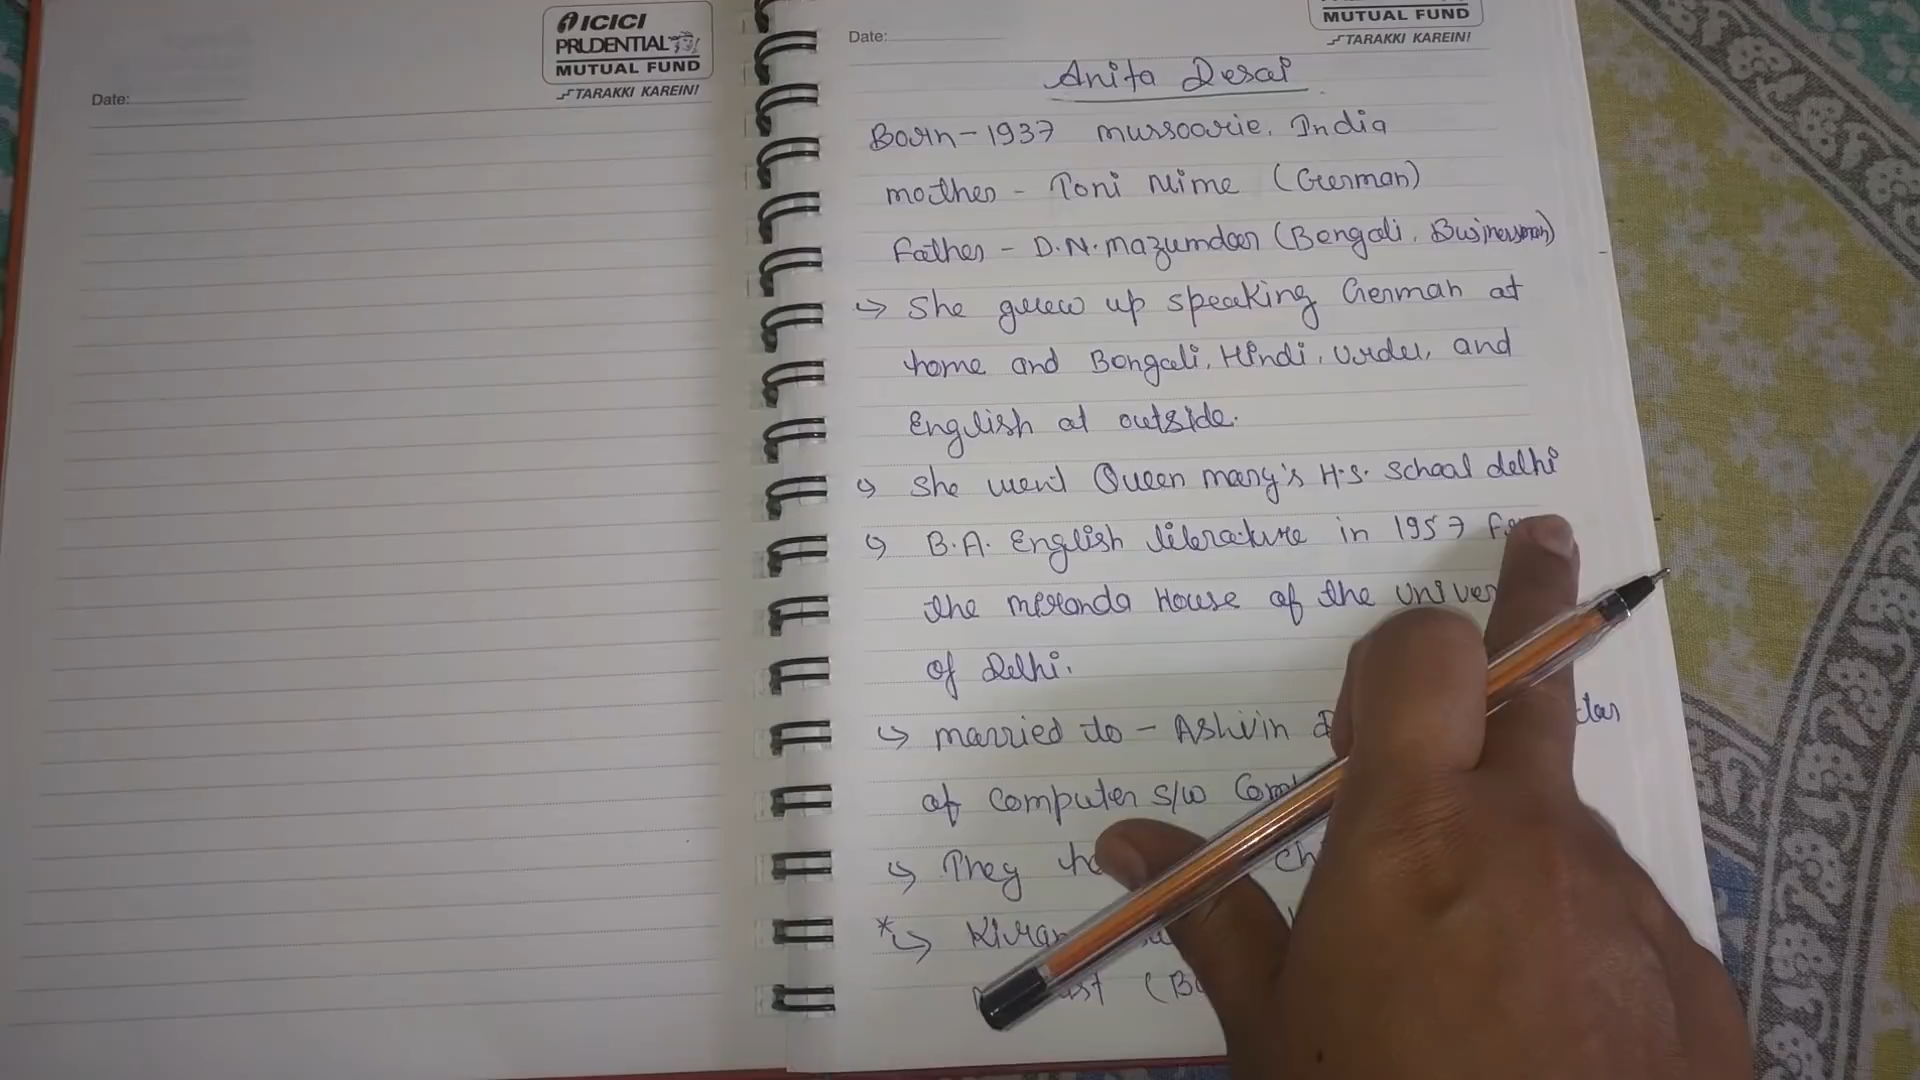 ICICI
PRUDENTIAL
MUTUAL FUND
TARAKKI KAREIN!
Date:
MUTUAL FUND
TARAKKI KAREIN!
Date:
Anita Desai
Born - 1937 mussoorie, India
mother - Toni Nime (German)
Father - D.N. mazumdar (Bengali, Businessman)
↳ She grew up speaking German at
home and Bengali, Hindi, Urdu, and
English at outside.
↳ She went Queen mary's H.S. School delhi
↳ B.A. English literature in 1957
the miranda House of the
of Delhi.
↳ married to - Ashvin
of computer s/w
↳ They
* ↳